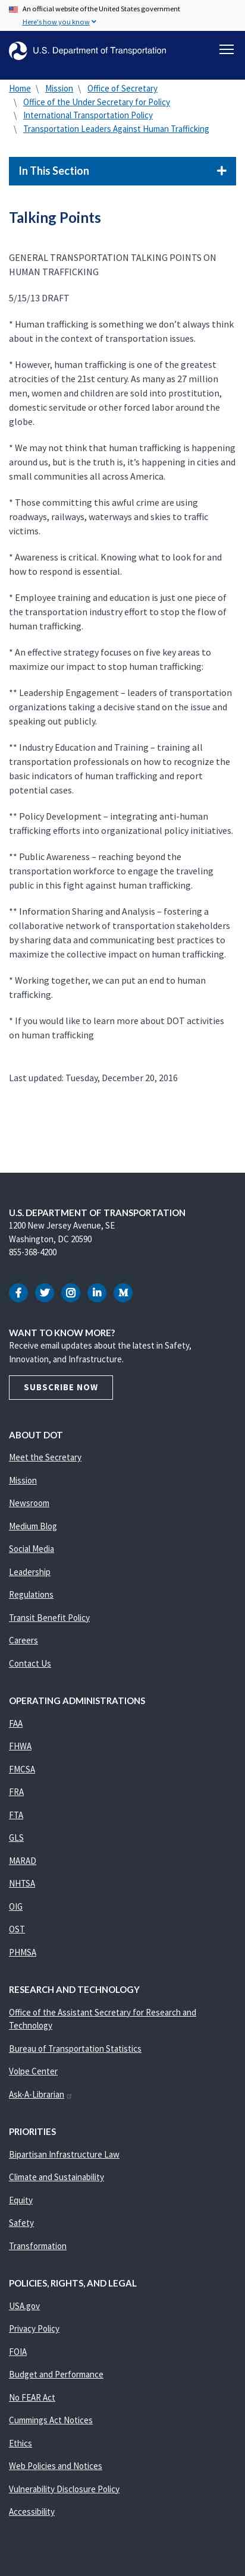 An official website of the United States government
Here's how you know
U.S. Department of Transportation
Home \ Mission \ Office of Secretary
\ Office of the Under Secretary for Policy
\ International Transportation Policy
\ Transportation Leaders Against Human Trafficking
In This Section +
Talking Points
GENERAL TRANSPORTATION TALKING POINTS ON
HUMAN TRAFFICKING
5/15/13 DRAFT
* Human trafficking is something we don’t always think
about in the context of transportation issues.
* However, human trafficking is one of the greatest
atrocities of the 21st century. As many as 27 million
men, women and children are sold into prostitution,
domestic servitude or other forced labor around the
globe.
* We may not think that human trafficking is happening
around us, but the truth is, it’s happening in cities and
small communities all across America.
* Those committing this awful crime are using
roadways, railways, waterways and skies to traffic
victims.
* Awareness is critical. Knowing what to look for and
how to respond is essential.
* Employee training and education is just one piece of
the transportation industry effort to stop the flow of
human trafficking.
* An effective strategy focuses on five key areas to
maximize our impact to stop human trafficking:
** Leadership Engagement – leaders of transportation
organizations taking a decisive stand on the issue and
speaking out publicly.
** Industry Education and Training – training all
transportation professionals on how to recognize the
basic indicators of human trafficking and report
potential cases.
** Policy Development – integrating anti-human
trafficking efforts into organizational policy initiatives.
** Public Awareness – reaching beyond the
transportation workforce to engage the traveling
public in this fight against human trafficking.
** Information Sharing and Analysis – fostering a
collaborative network of transportation stakeholders
by sharing data and communicating best practices to
maximize the collective impact on human trafficking.
* Working together, we can put an end to human
trafficking.
* If you would like to learn more about DOT activities
on human trafficking
Last updated: Tuesday, December 20, 2016
U.S. DEPARTMENT OF TRANSPORTATION
1200 New Jersey Avenue, SE
Washington, DC 20590
855-368-4200
WANT TO KNOW MORE?
Receive email updates about the latest in Safety,
Innovation, and Infrastructure.
SUBSCRIBE NOW
ABOUT DOT
Meet the Secretary
Mission
Newsroom
Medium Blog
Social Media
Leadership
Regulations
Transit Benefit Policy
Careers
Contact Us
OPERATING ADMINISTRATIONS
FAA
FHWA
FMCSA
FRA
FTA
GLS
MARAD
NHTSA
OIG
OST
PHMSA
RESEARCH AND TECHNOLOGY
Office of the Assistant Secretary for Research and
Technology
Bureau of Transportation Statistics
Volpe Center
Ask-A-Librarian
PRIORITIES
Bipartisan Infrastructure Law
Climate and Sustainability
Equity
Safety
Transformation
POLICIES, RIGHTS, AND LEGAL
USA.gov
Privacy Policy
FOIA
Budget and Performance
No FEAR Act
Cummings Act Notices
Ethics
Web Policies and Notices
Vulnerability Disclosure Policy
Accessibility